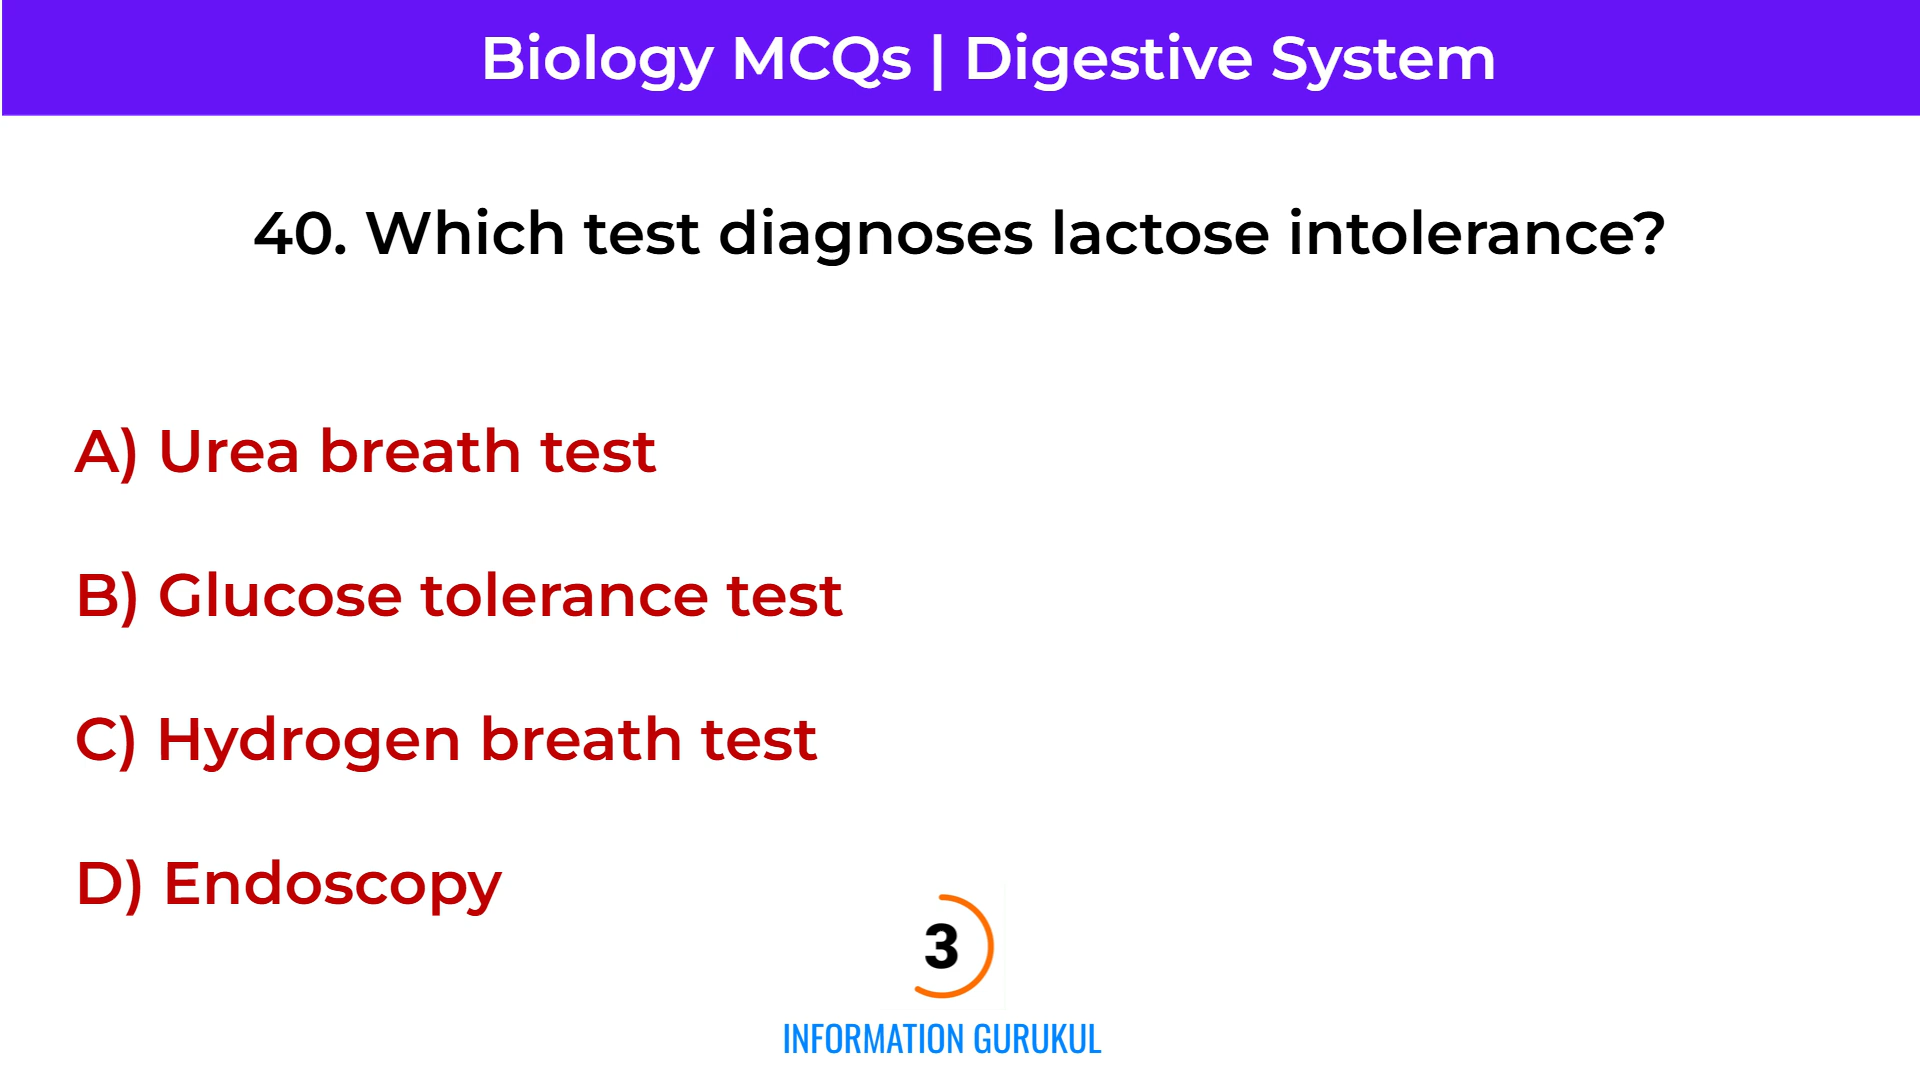 Biology MCQs | Digestive System
40. Which test diagnoses lactose intolerance?
A) Urea breath test
B) Glucose tolerance test
C) Hydrogen breath test
D) Endoscopy
3
INFORMATION GURUKUL